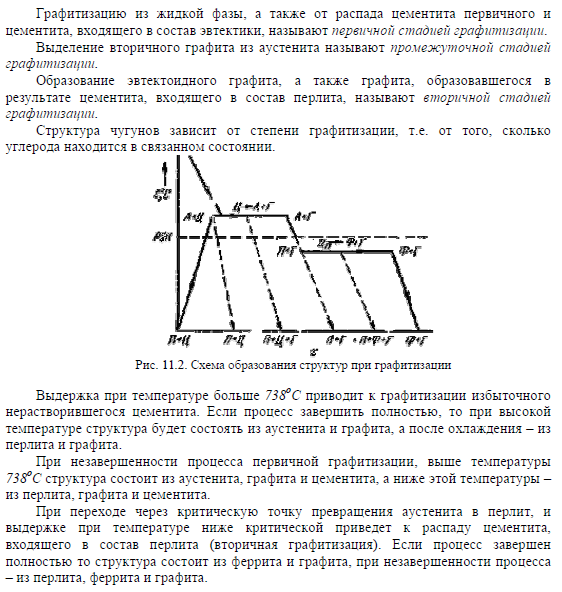 Графитизацию из жидкой фазы, а также от распада цементита первичного и
цементита, входящего в состав эвтектики, называют первичной стадией
графитизации.
Выделение вторичного графита из аустенита называют промежуточной стадией
графитизации.
Образование эвтектоидного графита, а также графита, образовавшегося в
результате цементита, входящего в состав перлита, называют вторичной стадией
графитизации.
Структура чугунов зависит от степени графитизации, т.е. от того, сколько
углерода находится в связанном состоянии.
А+Ц
Ц→А+Г
А+Г
П+Г
Ф+Г
П+Ц
П+Ц
П+Ц+Г
П+Г
П+Ф+Г
Ф+Г
Рис. 11.2. Схема образования структур при графитизации
Выдержка при температуре больше 738°С приводит к графитизации избыточного
нерастворившегося цементита. Если процесс завершить полностью, то при высокой
температуре структура будет состоять из аустенита и графита, а после охлаждения – из
перлита и графита.
При незавершенности процесса первичной графитизации, выше температуры
738°С структура состоит из аустенита, графита и цементита, а ниже этой температуры –
из перлита, графита и цементита.
При переходе через критическую точку превращения аустенита в перлит, и
выдержке при температуре ниже критической приведет к распаду цементита,
входящего в состав перлита (вторичная графитизация). Если процесс завершен
полностью то структура состоит из феррита и графита, при незавершенности процесса
– из перлита, феррита и графита.